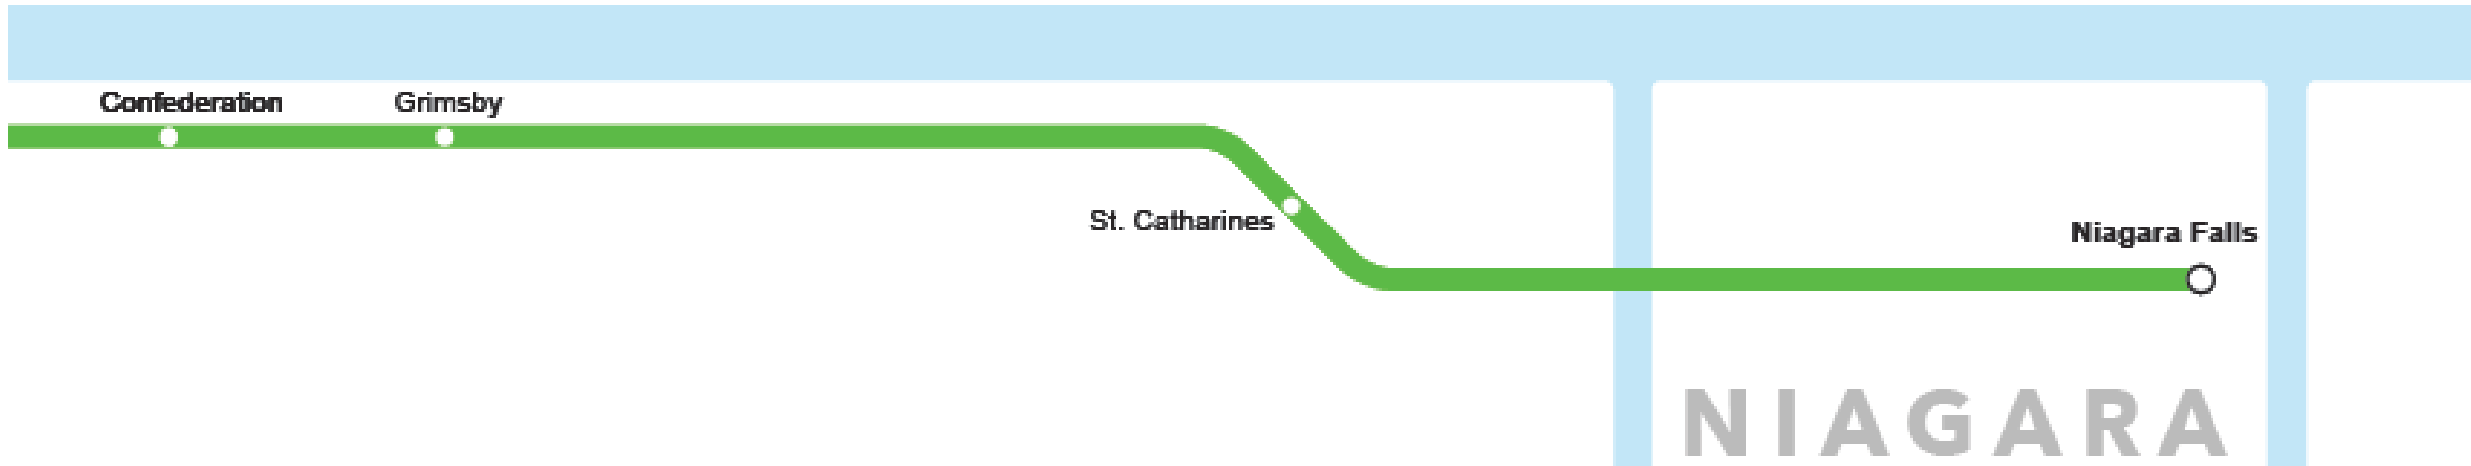 Confederation
Grimsby
St. Catharines
Niagara Falls
NIAGARA